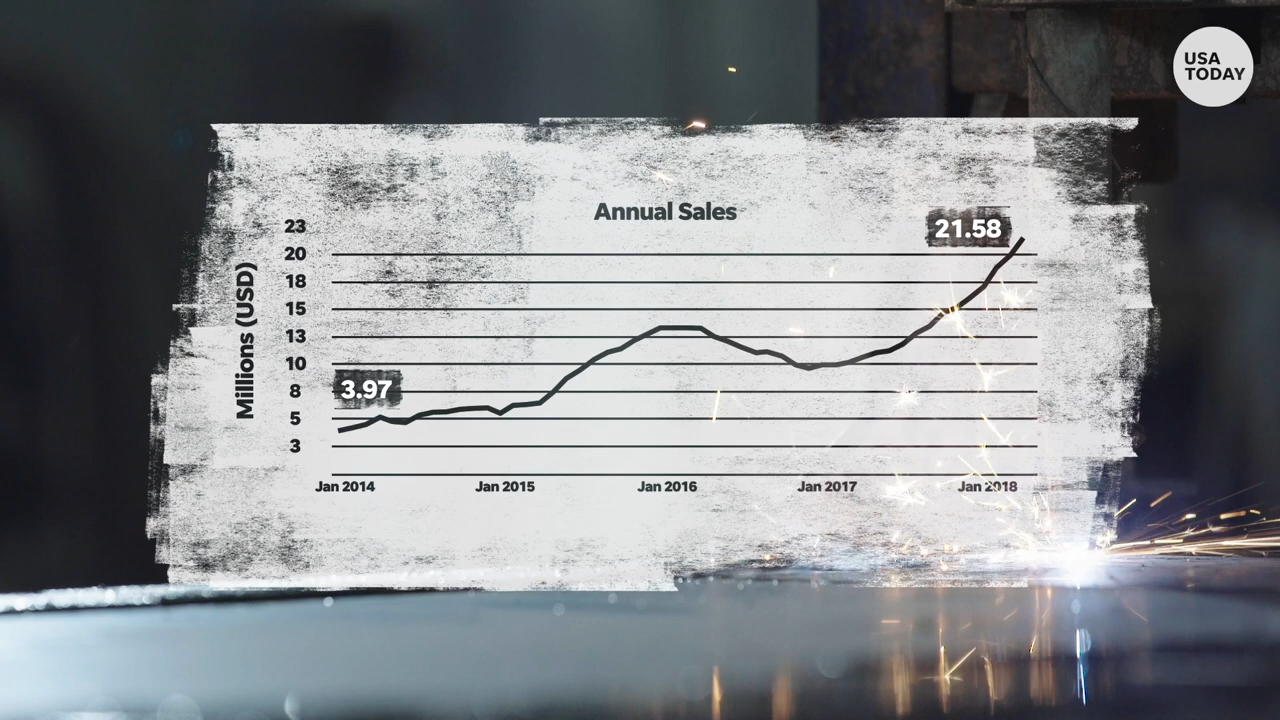 USA
TODAY
Annual Sales
Millions (USD)
23
20
18
15
13
10
8
5
3
3.97
21.58
Jan 2014
Jan 2015
Jan 2016
Jan 2017
Jan 2018